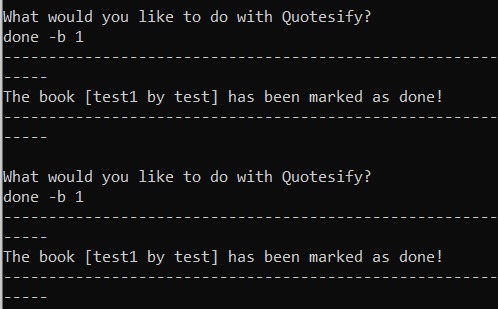 What would you like to do with Quotesify?
done -b 1
-------------------------------------------------------
-----
The book [test1 by test] has been marked as done!
-------------------------------------------------------
-----
What would you like to do with Quotesify?
done -b 1
-------------------------------------------------------
-----
The book [test1 by test] has been marked as done!
-------------------------------------------------------
-----